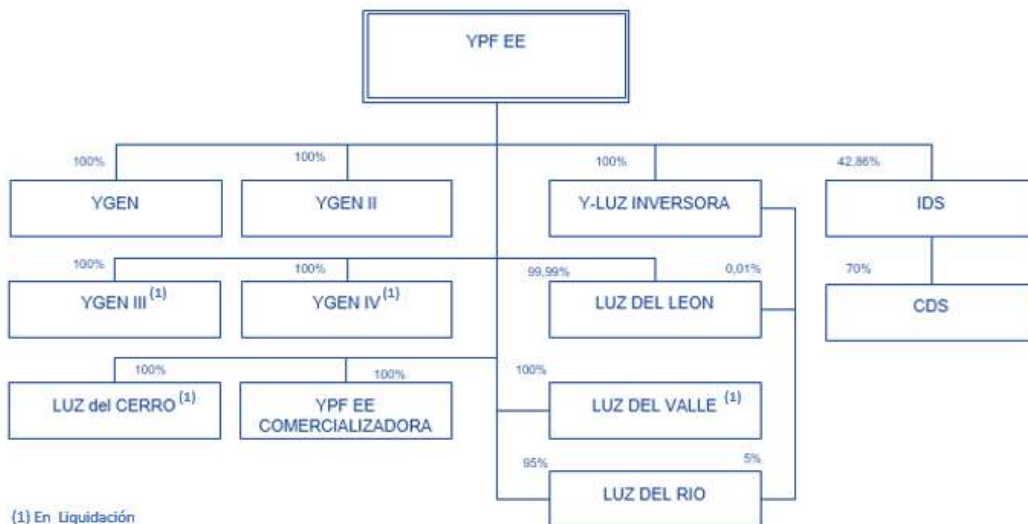 YPF EE
100%
100%
100%
42,86%
YGEN
YGEN II
Y-LUZ INVERSORA
IDS
100%
100%
99,99%
0,01%
70%
YGEN III (1)
YGEN IV (1)
LUZ DEL LEON
CDS
100%
100%
100%
LUZ del CERRO (1)
YPF EE
COMERCIALIZADORA
LUZ DEL VALLE (1)
95%
5%
LUZ DEL RIO
(1) En Liquidación